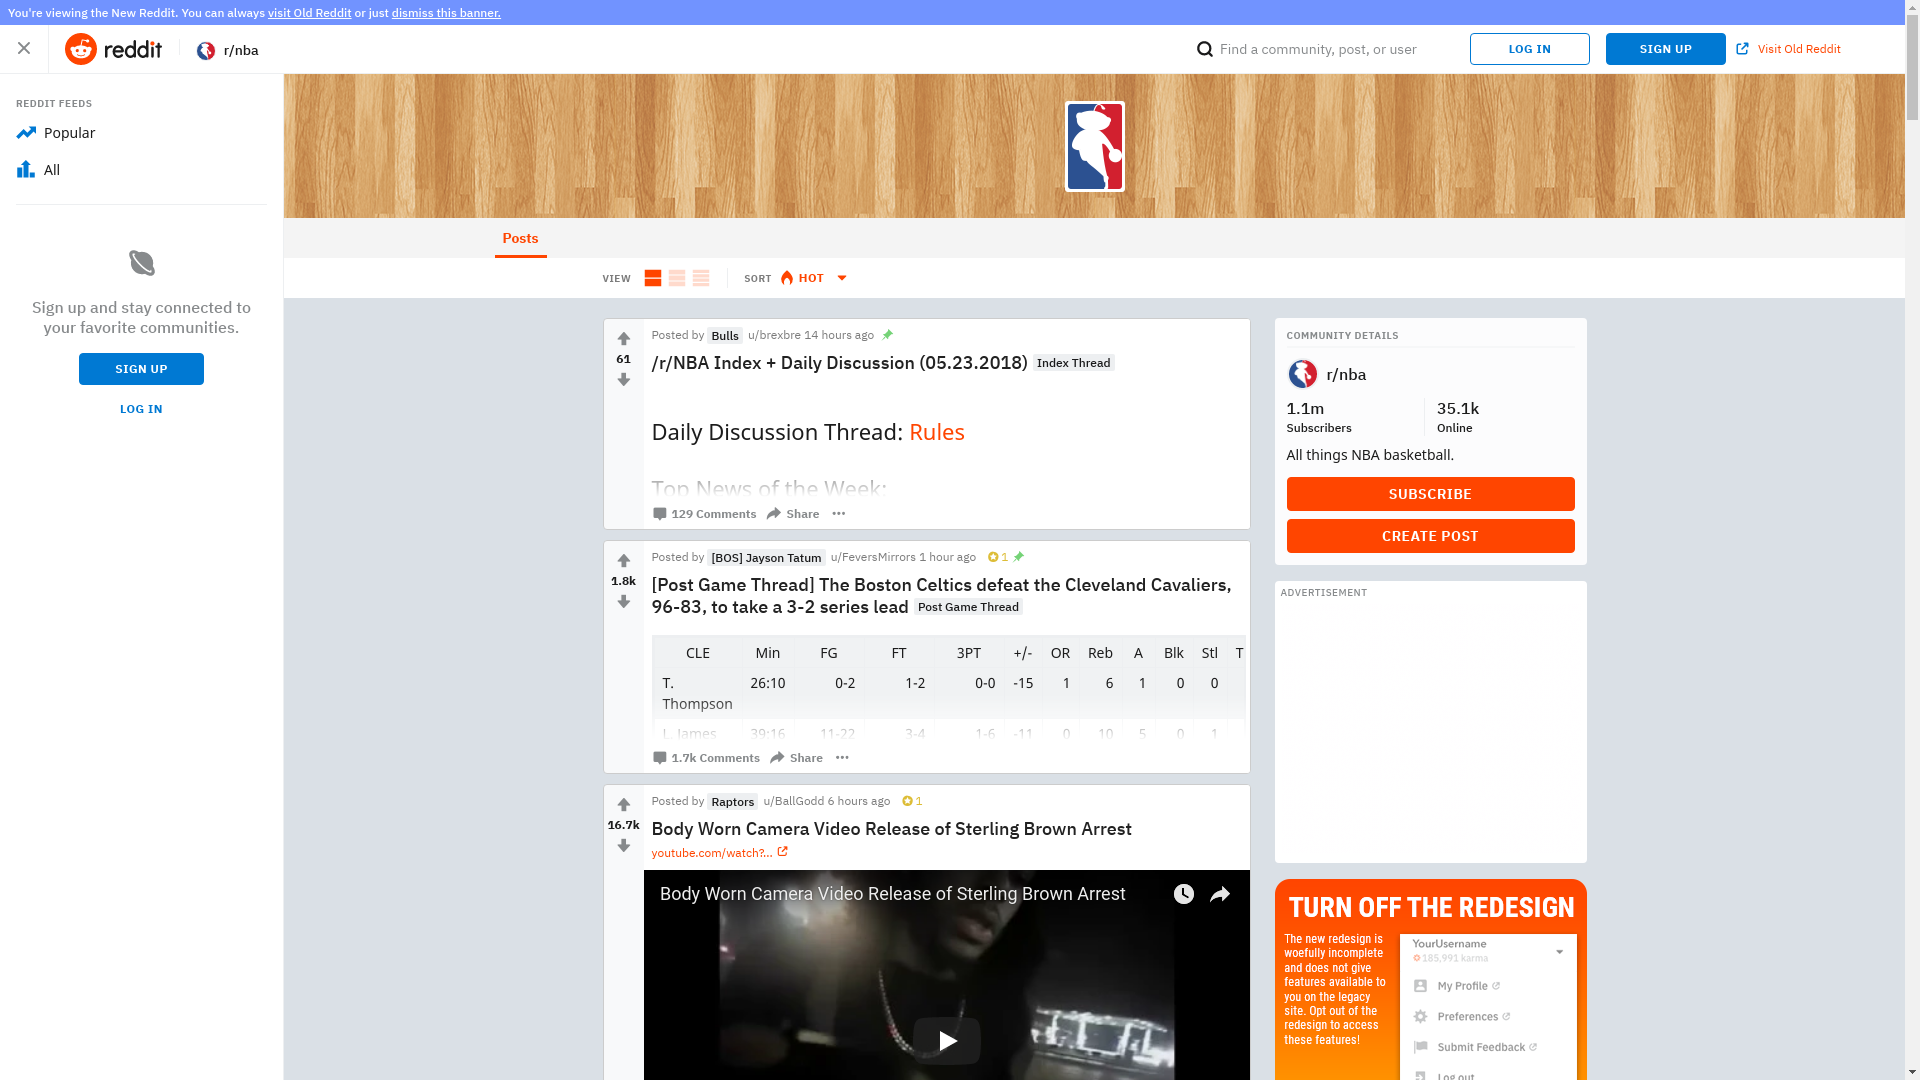 You're viewing the New Reddit. You can always visit Old Reddit or just dismiss this banner.
reddit
r/nba
Find a community, post, or user
LOG IN
SIGN UP
Visit Old Reddit
REDDIT FEEDS
Popular
All
Sign up and stay connected to
your favorite communities.
SIGN UP
LOG IN
Posts
VIEW
SORT
HOT
61
Posted by Bulls u/brexbre 14 hours ago
/r/NBA Index + Daily Discussion (05.23.2018) Index Thread
Daily Discussion Thread: Rules
Top News of the Week:
129 Comments Share
1.8k
Posted by [BOS] Jayson Tatum u/FeversMirrors 1 hour ago 1
[Post Game Thread] The Boston Celtics defeat the Cleveland Cavaliers,
96-83, to take a 3-2 series lead Post Game Thread
CLE Min FG FT 3PT +/- OR Reb A Blk Stl T
T. 26:10 0-2 1-2 0-0 -15 1 6 1 0 0
Thompson
L. James 39:16 11-22 3-4 1-6 -11 0 10 5 0 1
1.7k Comments Share
16.7k
Posted by Raptors u/BallGodd 6 hours ago 1
Body Worn Camera Video Release of Sterling Brown Arrest
youtube.com/watch?...
Body Worn Camera Video Release of Sterling Brown Arrest
COMMUNITY DETAILS
r/nba
1.1m 35.1k
Subscribers Online
All things NBA basketball.
SUBSCRIBE
CREATE POST
ADVERTISEMENT
TURN OFF THE REDESIGN
The new redesign is
woefully incomplete
and does not give
features available to
you on the legacy
site. Opt out of the
redesign to access
these features!
YourUsername
185,991 karma
My Profile
Preferences
Submit Feedback
Log out